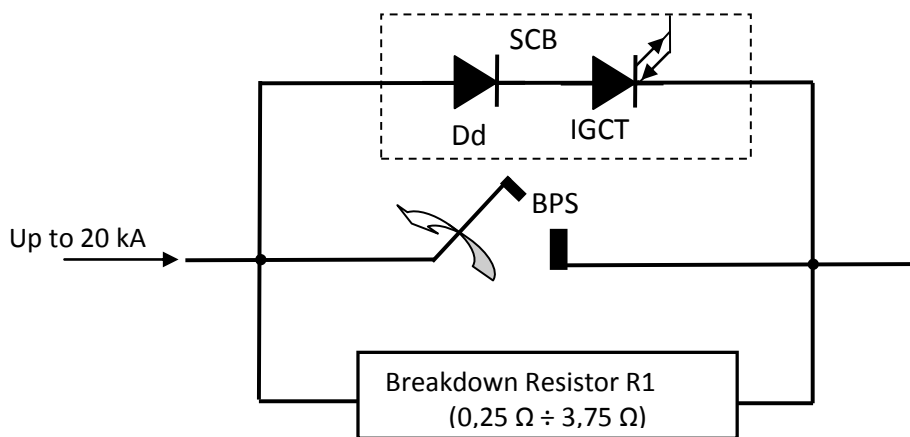 SCB
Dd
IGCT
BPS
Up to 20 kA
Breakdown Resistor R1
(0,25 Ω ÷ 3,75 Ω)